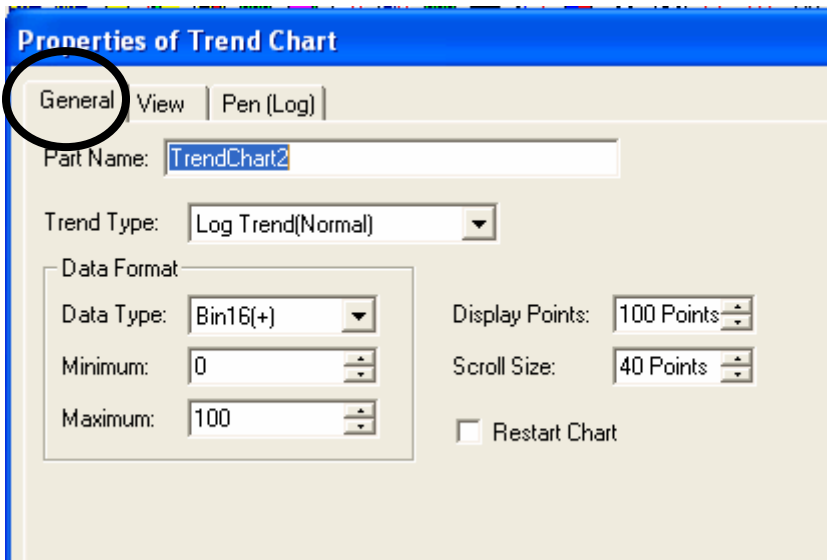 Properties of Trend Chart
General View Pen (Log)
Part Name: TrendChart2
Trend Type: Log Trend(Normal)
Data Format
Data Type: Bin16(+) Display Points: 100 Points
Minimum: 0 Scroll Size: 40 Points
Maximum: 100 Restart Chart